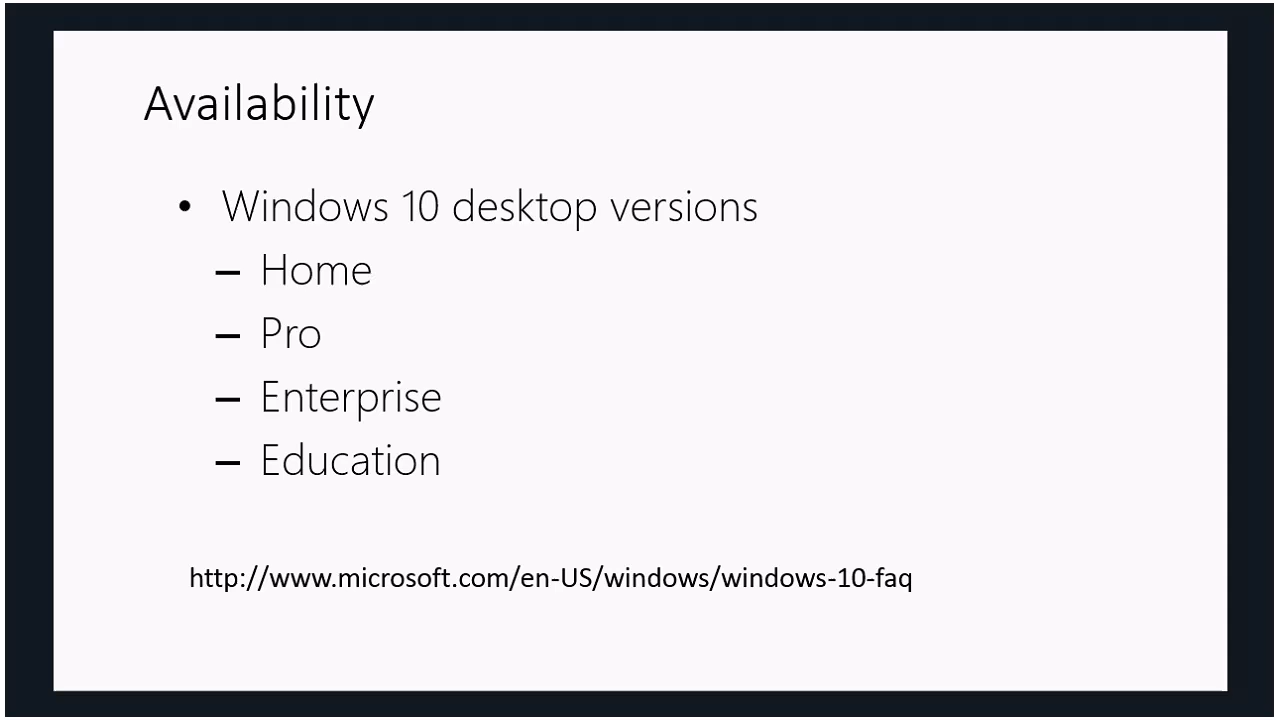 Availability
• Windows 10 desktop versions
– Home
– Pro
– Enterprise
– Education
http://www.microsoft.com/en-US/windows/windows-10-faq